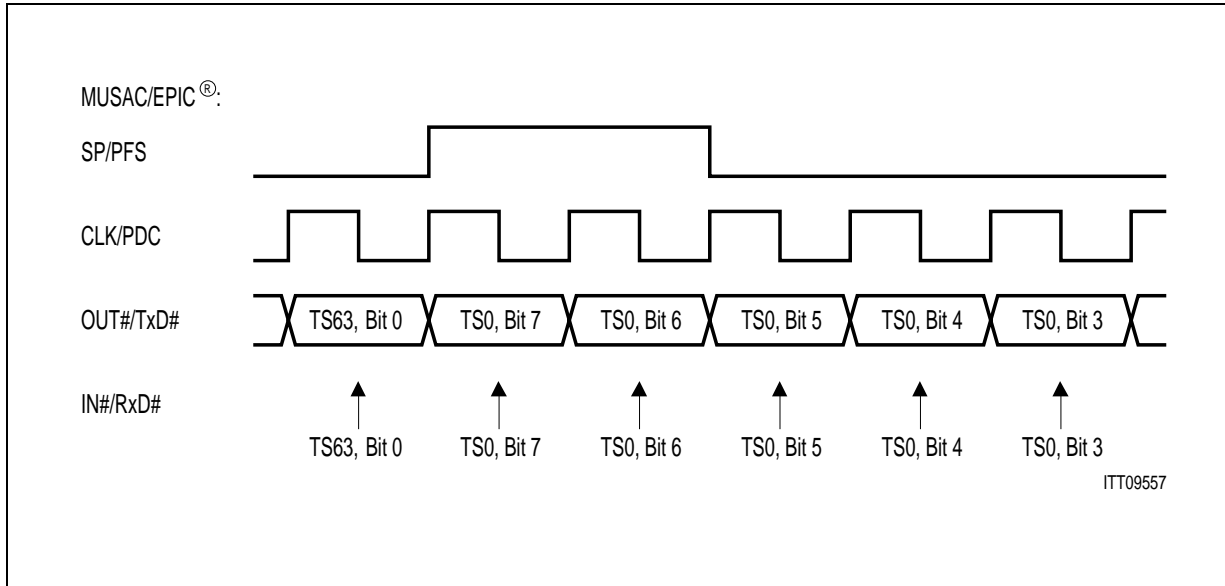 MUSAC/EPIC ®:
SP/PFS
CLK/PDC
OUT#/TxD#
TS63, Bit 0
TS0, Bit 7
TS0, Bit 6
TS0, Bit 5
TS0, Bit 4
TS0, Bit 3
IN#/RxD#
TS63, Bit 0
TS0, Bit 7
TS0, Bit 6
TS0, Bit 5
TS0, Bit 4
TS0, Bit 3
ITT09557